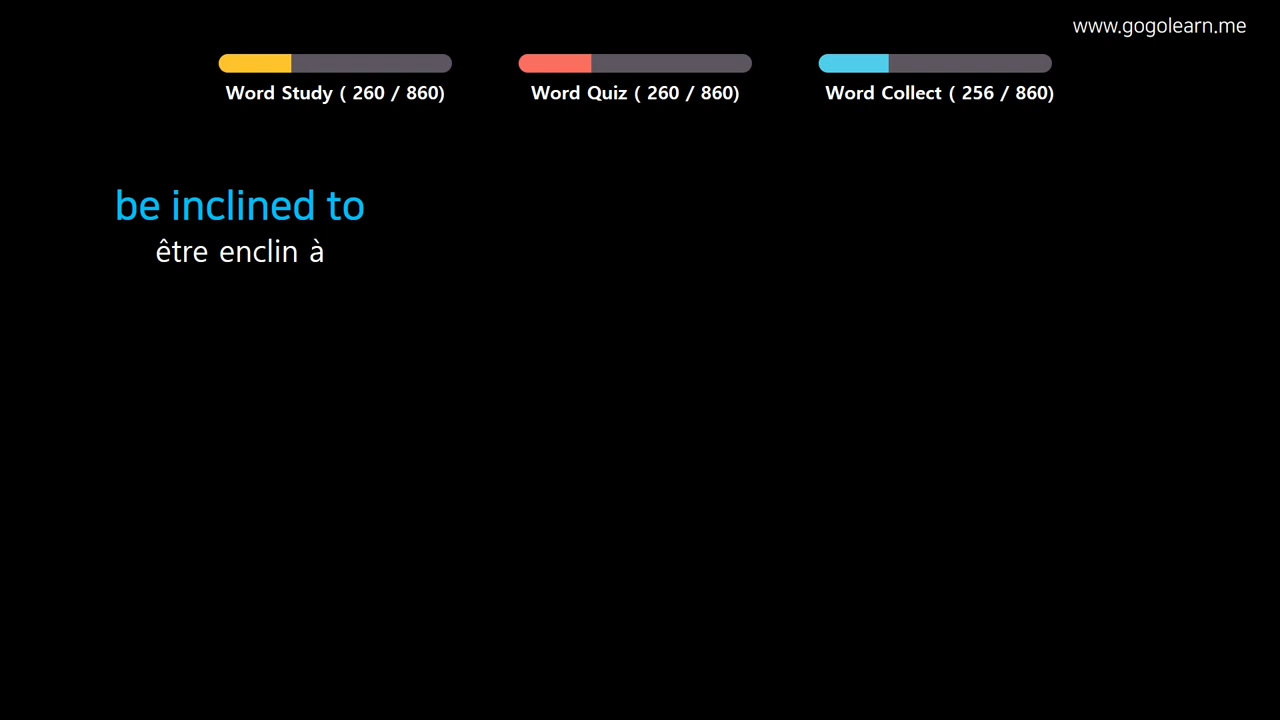 www.gogolearn.me
Word Study ( 260 / 860)
Word Quiz ( 260 / 860)
Word Collect ( 256 / 860)
be inclined to
être enclin à